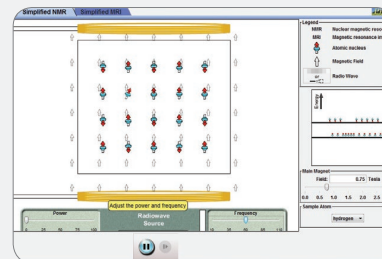 Simplified NMR Simplified MRI
Legend
NMR Nuclear magnetic reso
MRI Magnetic resonance in
Atomic nucleus
Magnetic Field
Radio Wave
Energy
Main Magnet
Field: 0.75 Tesla
0.0 0.5 1.0 1.5 2.0 2.5
Sample Atom
hydrogen
Adjust the power and frequency
Power
0 25 50 75 100
Radiowave
Source
Frequency